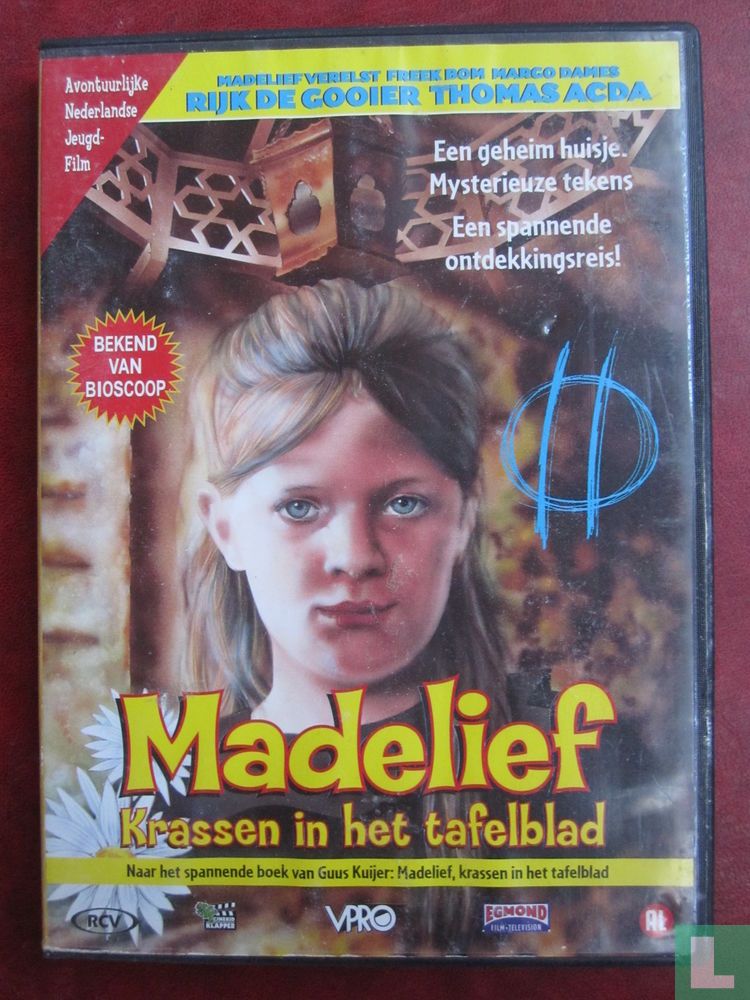 Avontuurlijke
Nederlandse
Jeugd-
Film
MADELIEF VERELST FREEK BOM MARGO DAMES
RIJK DE GOOIER THOMAS ACDA
Een geheim huisje.
Mysterieuze tekens
Een spannende
ontdekkingsreis!
BEKEND
VAN
BIOSCOOP
Madelief
Krassen in het tafelblad
Naar het spannende boek van Guus Kuijer: Madelief, krassen in het tafelblad
RCV
CINEKID
KLAPPER
VPRO
EGMOND
FILM • TELEVISION
AL
L